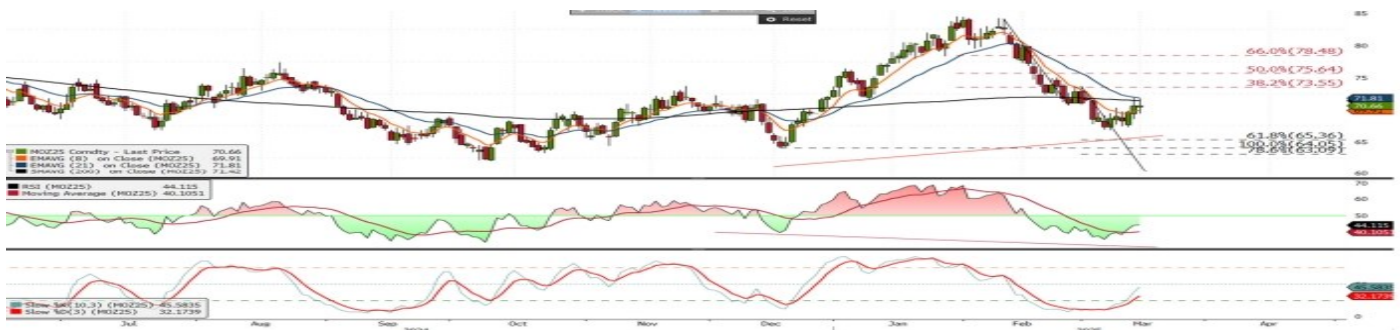 Reset
85
80
66.0%(78.48)
50.0%(75.64)
75
38.2%(73.55)
71.81
70.66
61.8%(65.36)
65
100.0%(64.05)
60
MOZ25 Comdty - Last Price 70.66
EMAVG (8) on Close (MOZ25) 69.91
EMAVG (21) on Close (MOZ25) 71.81
SMAVG (200) on Close (MOZ25) 71.42
70
60
50
RSI (MOZ25) 44.115
Moving Average (MOZ25) 40.1051
44.115
40.1051
Slow %K(10,3) (MOZ25) 45.5835
Slow %D(3) (MOZ25) 32.1739
45.5835
32.1739
Jul Aug Sep Oct Nov Dec Jan Feb Mar Apr